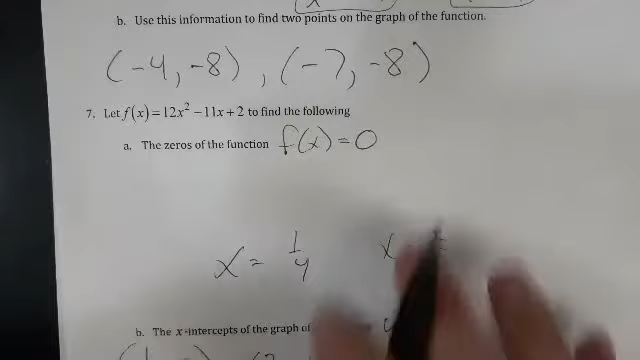 b. Use this information to find two points on the graph of the function.
(-4, -8), (-7, -8)
7. Let f(x) = 12x² − 11x + 2 to find the following
a. The zeros of the function f(x) = 0
x = 1/4 x =
b. The x-intercepts of the graph of